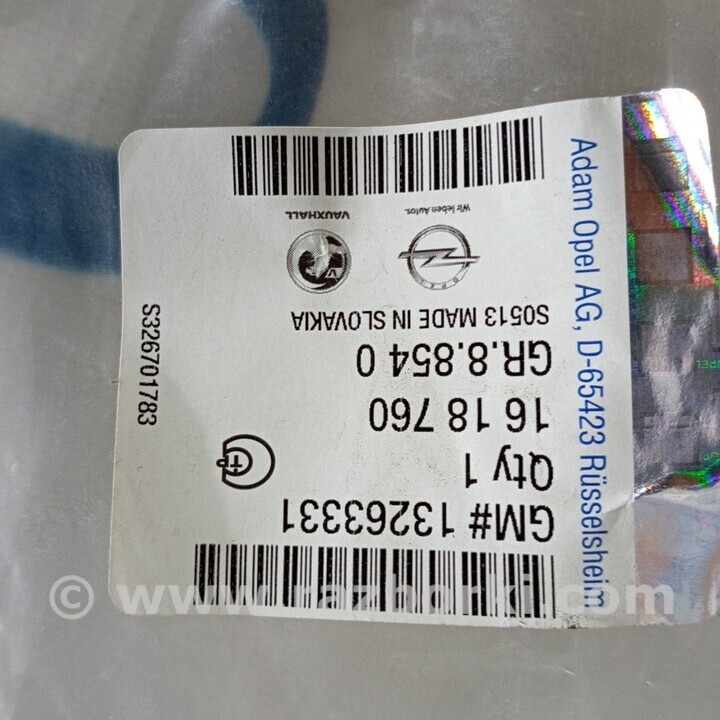 GM# 13263331
Qty 1
16 18 760
GR.8.854 0
S0513 MADE IN SLOVAKIA
OPEL
Wir leben Autos.
VAUXHALL
S326701783
Adam Opel AG, D-65423 Rüsselsheim
© www.razborki.com